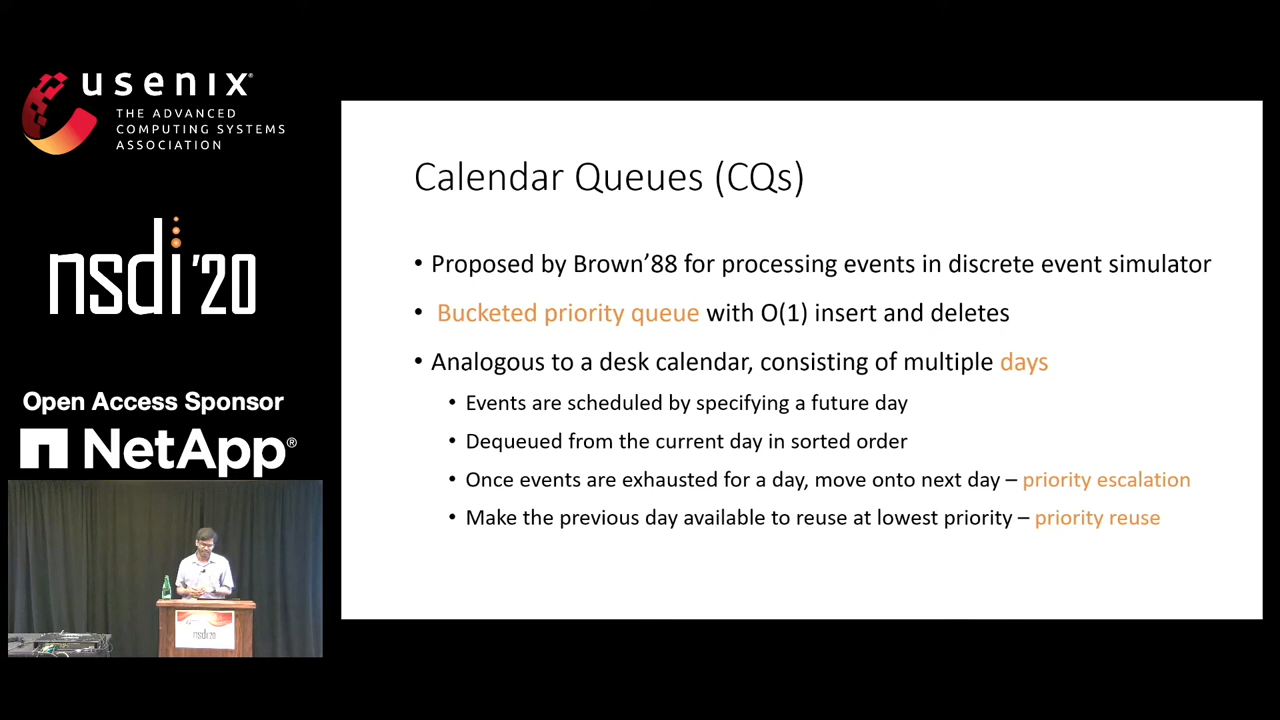 usenix®
THE ADVANCED
COMPUTING SYSTEMS
ASSOCIATION
nsdi '20
Open Access Sponsor
NetApp®
nsdi'20
Calendar Queues (CQs)
• Proposed by Brown’88 for processing events in discrete event simulator
• Bucketed priority queue with O(1) insert and deletes
• Analogous to a desk calendar, consisting of multiple days
• Events are scheduled by specifying a future day
• Dequeued from the current day in sorted order
• Once events are exhausted for a day, move onto next day – priority escalation
• Make the previous day available to reuse at lowest priority – priority reuse